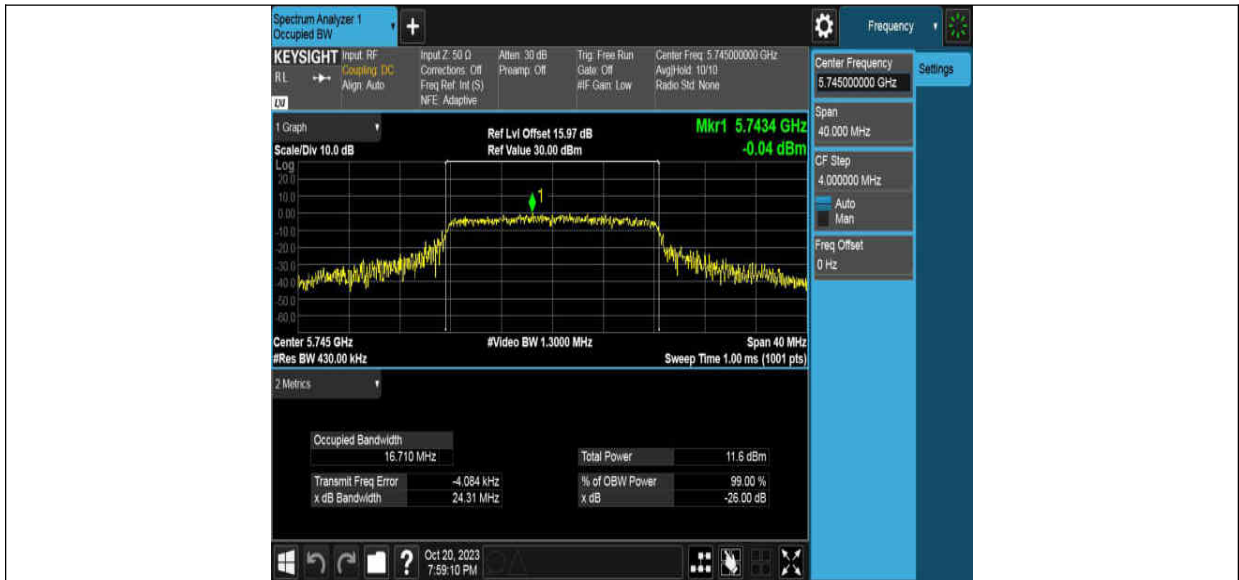 Spectrum Analyzer 1
Occupied BW
+
Frequency
KEYSIGHT
RL
LXI
Input: RF
Coupling: DC
Align: Auto
Input Z: 50 Ω
Corrections: Off
Freq Ref: Int (S)
NFE: Adaptive
Atten: 30 dB
Preamp: Off
Trig: Free Run
Gate: Off
#IF Gain: Low
Center Freq: 5.745000000 GHz
Avg|Hold: 10/10
Radio Std: None
Center Frequency
5.745000000 GHz
Settings
Span
40.000 MHz
CF Step
4.000000 MHz
Auto
Man
Freq Offset
0 Hz
1 Graph
Scale/Div 10.0 dB
Ref Lvl Offset 15.97 dB
Ref Value 30.00 dBm
Mkr1 5.7434 GHz
-0.04 dBm
Log
20.0
10.0
0.00
-10.0
-20.0
-30.0
-40.0
-50.0
-60.0
1
Center 5.745 GHz
#Video BW 1.3000 MHz
Span 40 MHz
#Res BW 430.00 kHz
Sweep Time 1.00 ms (1001 pts)
2 Metrics
Occupied Bandwidth
16.710 MHz
Total Power 11.6 dBm
Transmit Freq Error -4.084 kHz
% of OBW Power 99.00 %
x dB Bandwidth 24.31 MHz
x dB -26.00 dB
?
Oct 20, 2023
7:59:10 PM